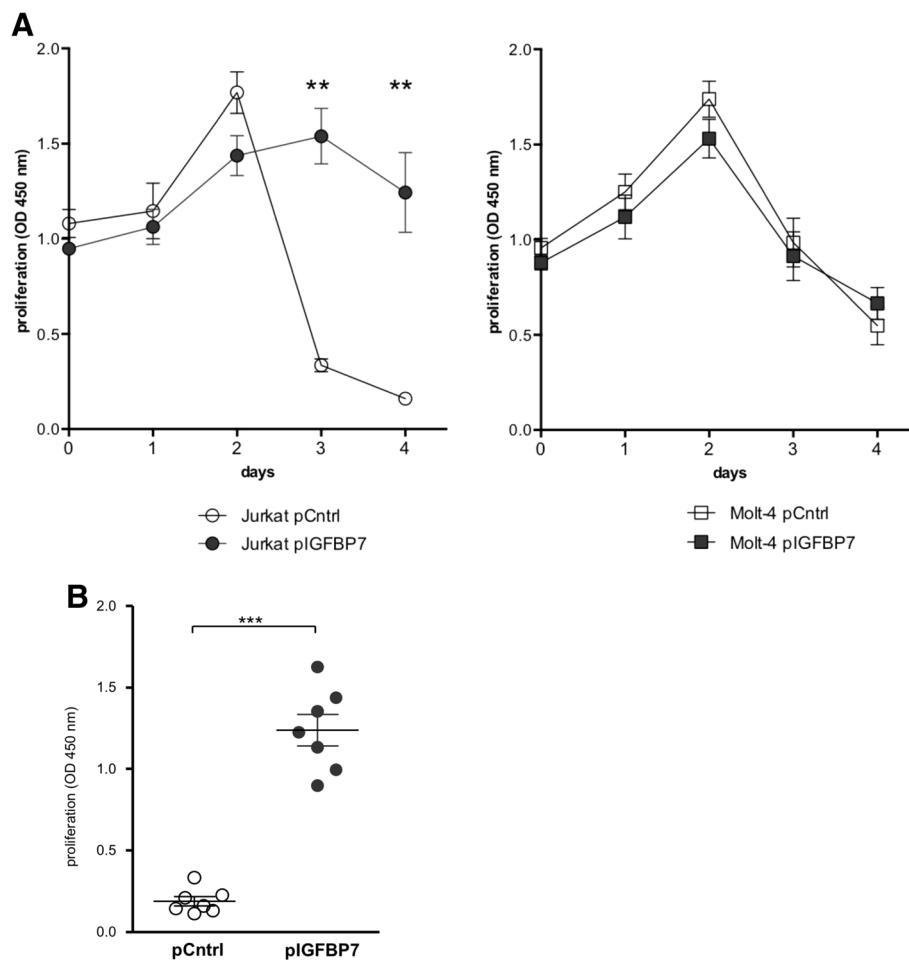 A
2.0
1.5
1.0
0.5
0.0
proliferation (OD 450 nm)
** **
0 1 2 3 4
days
Jurkat pCntrl
Jurkat pIGFBP7
2.0
1.5
1.0
0.5
0.0
proliferation (OD 450 nm)
0 1 2 3 4
days
Molt-4 pCntrl
Molt-4 pIGFBP7
B
2.0
1.5
1.0
0.5
0.0
proliferation (OD 450 nm)
***
pCntrl pIGFBP7